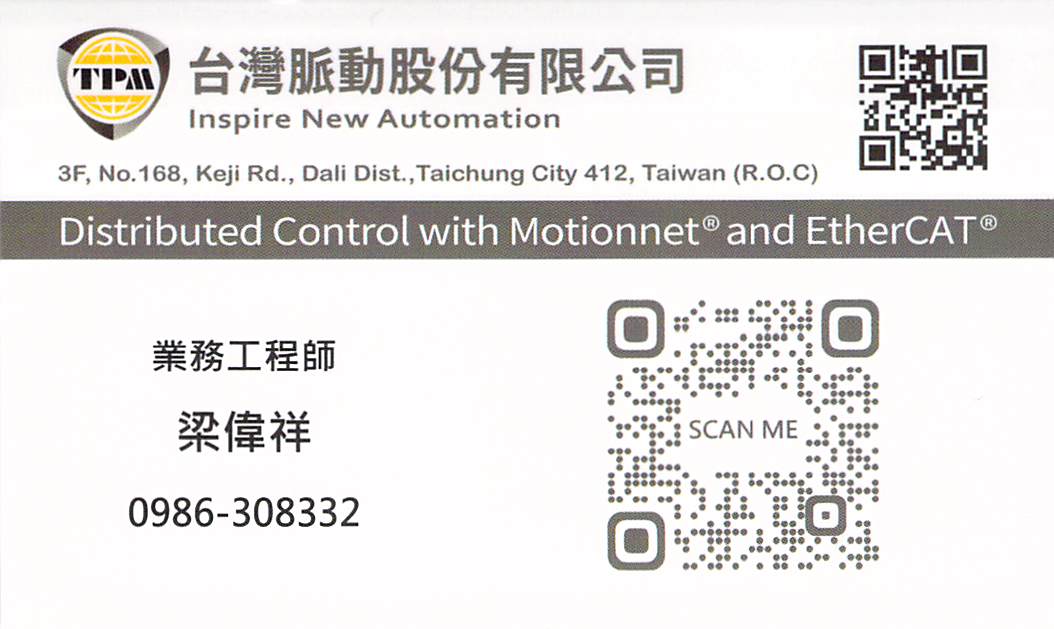 TPM
台灣脈動股份有限公司
Inspire New Automation
3F, No.168, Keji Rd., Dali Dist.,Taichung City 412, Taiwan (R.O.C)
Distributed Control with Motionnet® and EtherCAT®
業務工程師
梁偉祥
0986-308332
SCAN ME